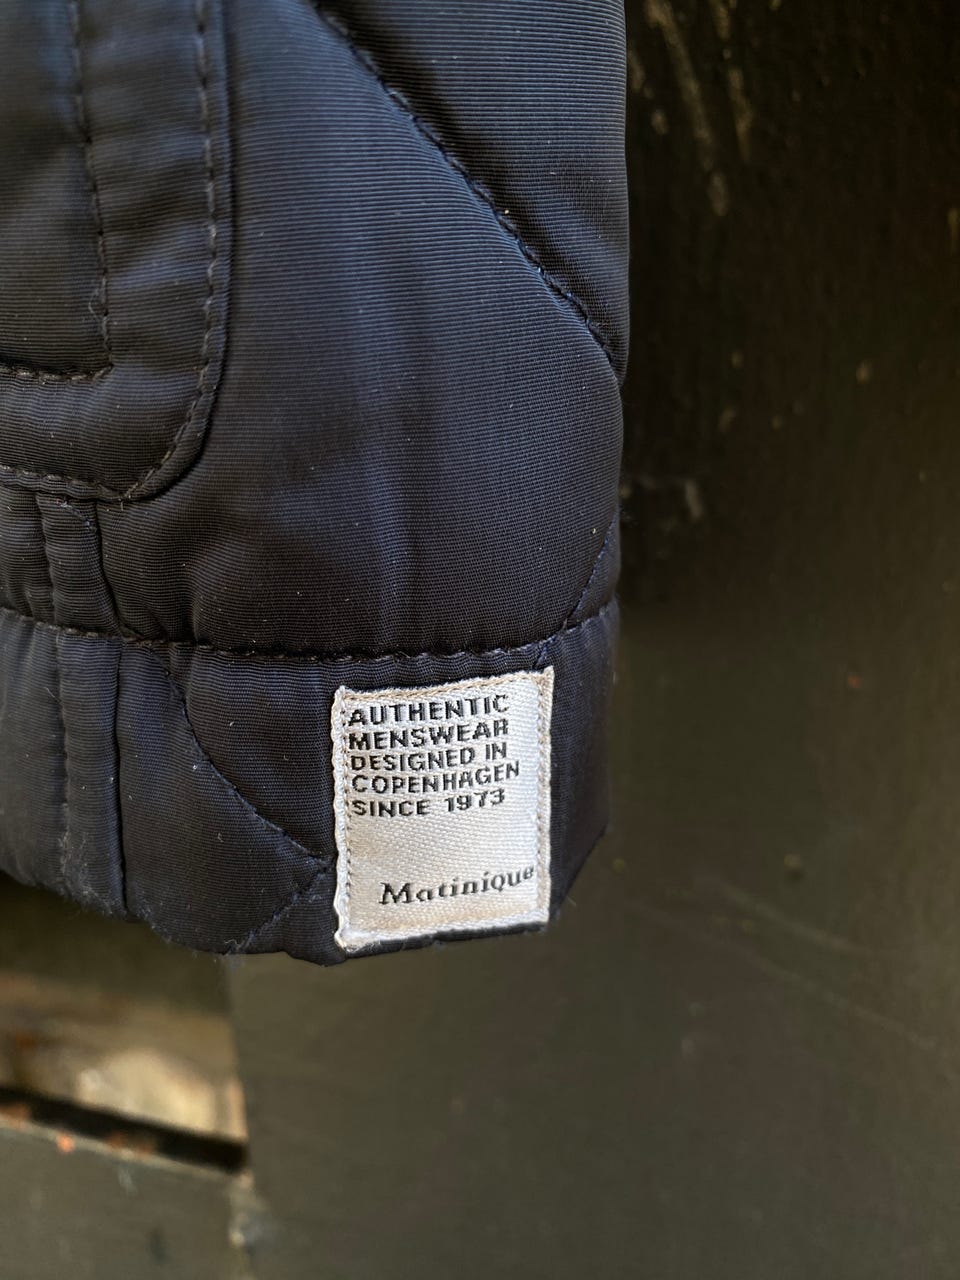 AUTHENTIC
MENSWEAR
DESIGNED IN
COPENHAGEN
SINCE 1973
Matinique